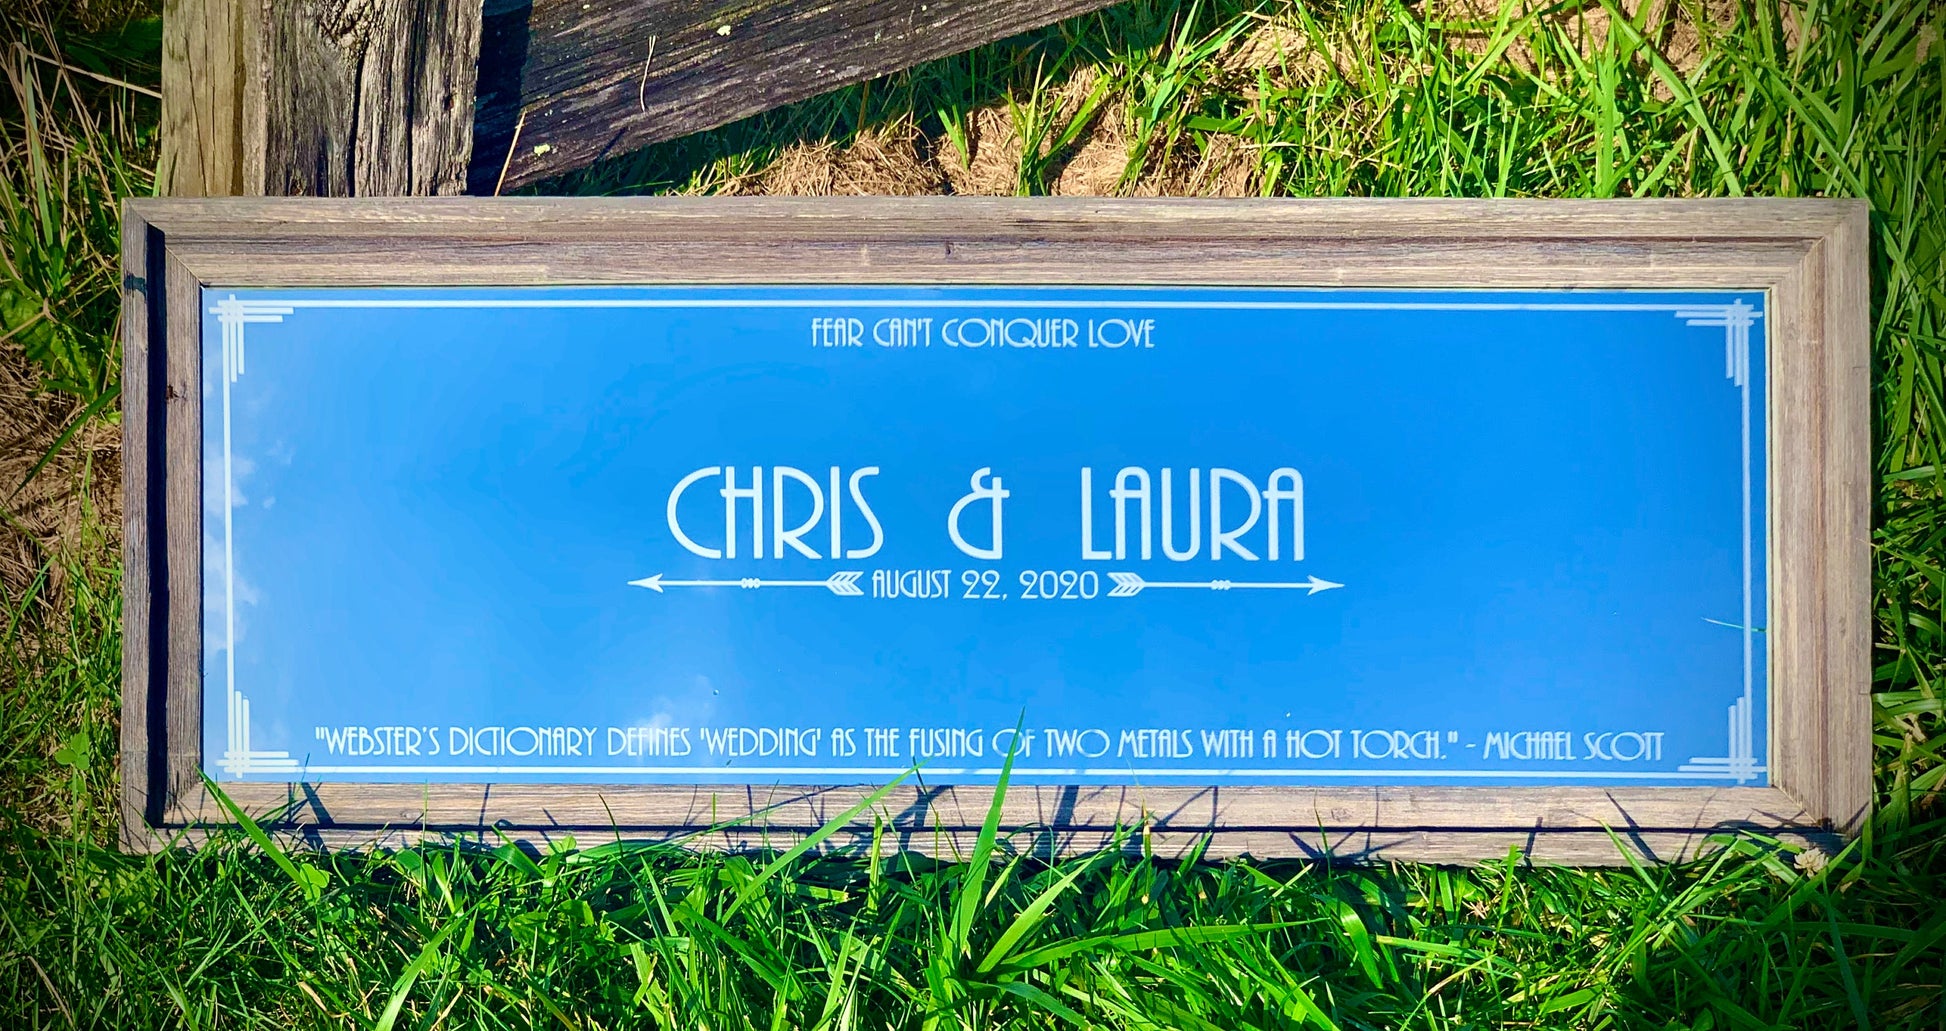 FEAR CAN'T CONQUER LOVE
CHRIS & LAURA
AUGUST 22, 2020
"WEBSTER'S DICTIONARY DEFINES 'WEDDING' AS THE FUSING OF TWO METALS WITH A HOT TORCH." - MICHAEL SCOTT